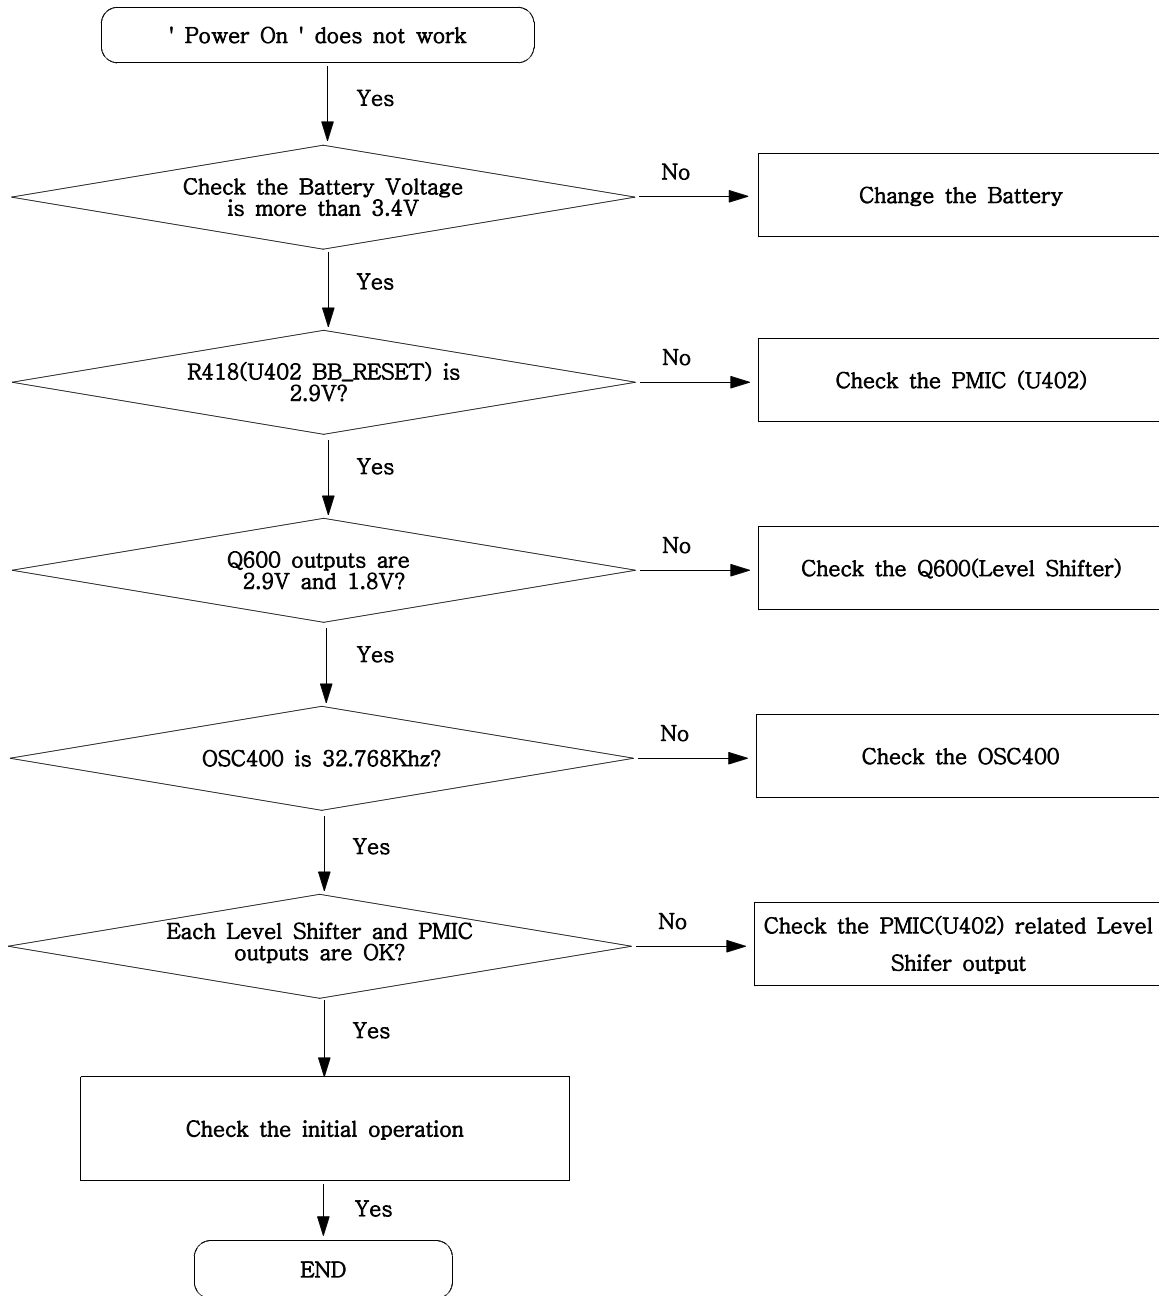 ' Power On ' does not work
Yes
Check the Battery Voltage
is more than 3.4V
No
Change the Battery
Yes
R418(U402 BB_RESET) is
2.9V?
No
Check the PMIC (U402)
Yes
Q600 outputs are
2.9V and 1.8V?
No
Check the Q600(Level Shifter)
Yes
OSC400 is 32.768Khz?
No
Check the OSC400
Yes
Each Level Shifter and PMIC
outputs are OK?
No
Check the PMIC(U402) related Level
Shifer output
Yes
Check the initial operation
Yes
END